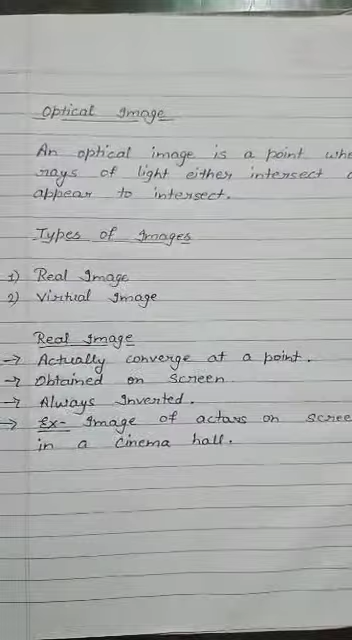 Optical Image
An optical image is a point whe
rays of light either intersect
appear to intersect.
Types of Images
1) Real Image
2) Virtual Image
Real Image
→ Actually converge at a point.
→ Obtained on screen
→ Always Inverted.
→ Ex- Image of actors on scree
in a cinema hall.